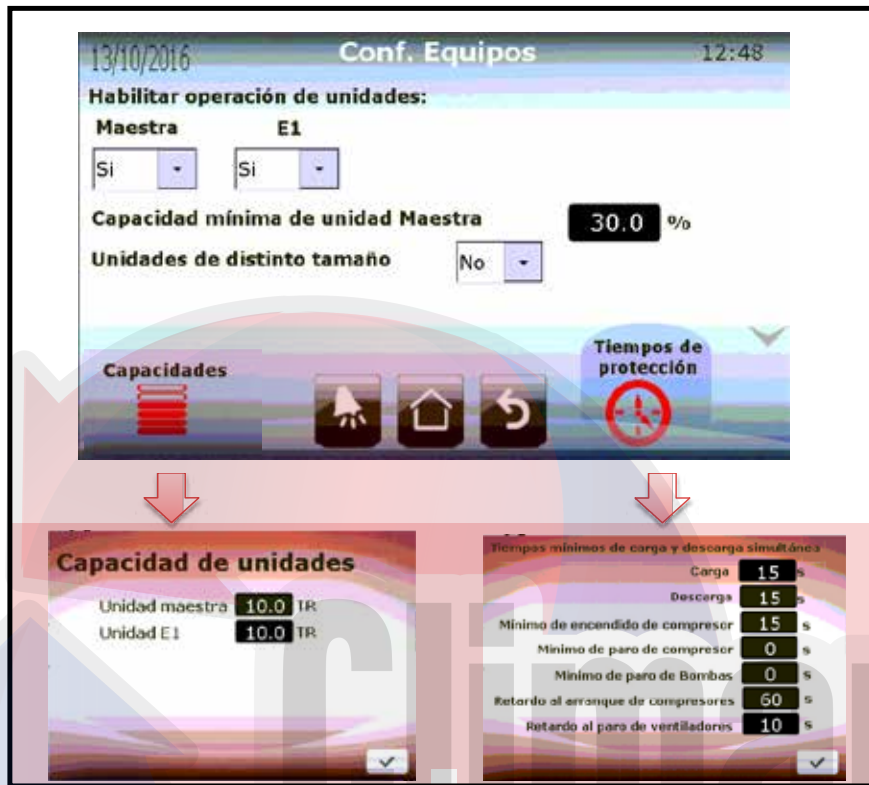 13/10/2016 Conf. Equipos 12:48
Habilitar operación de unidades:
Maestra E1
Si Si
Capacidad mínima de unidad Maestra 30.0 %
Unidades de distinto tamaño No
Capacidades
Tiempos de
protección
Capacidad de unidades
Unidad maestra 10.0 TR
Unidad E1 10.0 TR
Tiempos mínimos de carga y descarga simultánea
Carga 15 s
Descarga 15 s
Mínimo de encendido de compresor 15 s
Mínimo de paro de compresor 0 s
Mínimo de paro de Bombas 0 s
Retardo al arranque de compresores 60 s
Retardo al paro de ventiladores 10 s